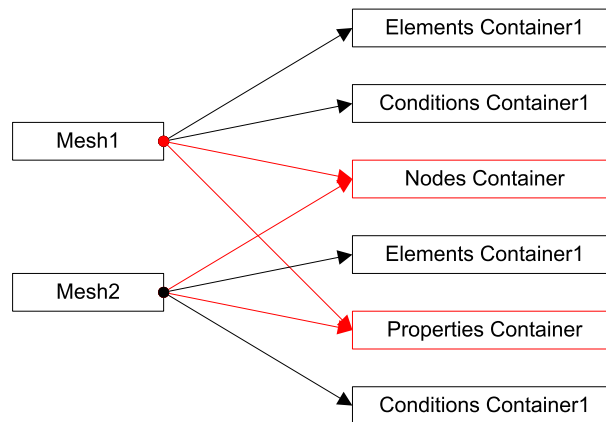 Elements Container1
Conditions Container1
Mesh1
Nodes Container
Elements Container1
Mesh2
Properties Container
Conditions Container1